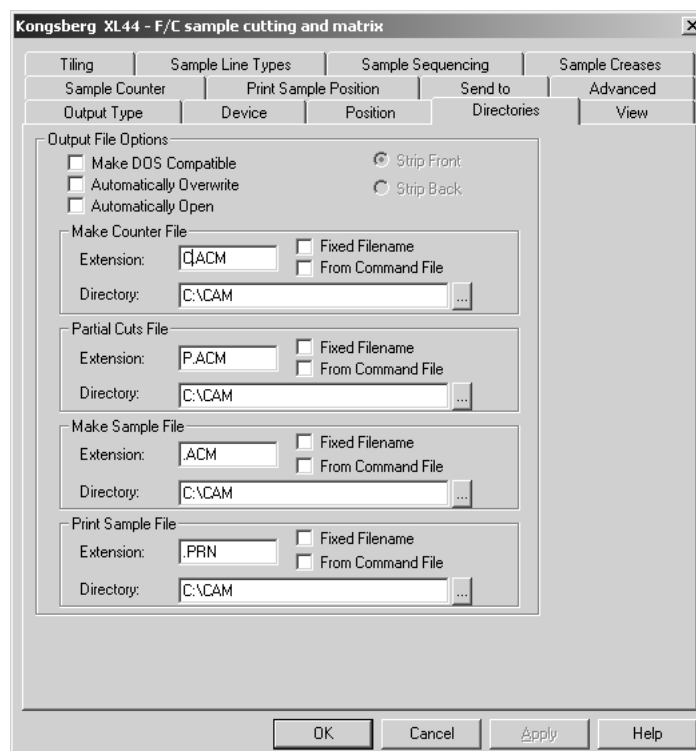 Kongsberg XL44 - F/C sample cutting and matrix
Tiling Sample Line Types Sample Sequencing Sample Creases
Sample Counter Print Sample Position Send to Advanced
Output Type Device Position Directories View
Output File Options
Make DOS Compatible Strip Front
Automatically Overwrite Strip Back
Automatically Open
Make Counter File
Extension: C.ACM Fixed Filename
From Command File
Directory: C:\CAM ...
Partial Cuts File
Extension: P.ACM Fixed Filename
From Command File
Directory: C:\CAM ...
Make Sample File
Extension: .ACM Fixed Filename
From Command File
Directory: C:\CAM ...
Print Sample File
Extension: .PRN Fixed Filename
From Command File
Directory: C:\CAM ...
OK Cancel Apply Help